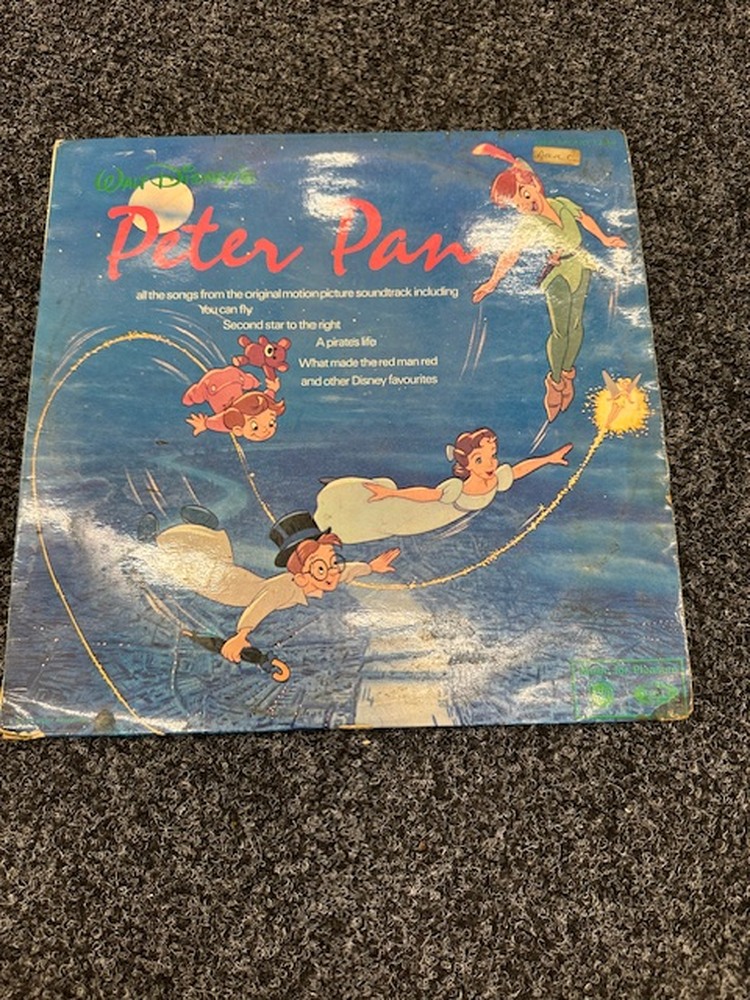 Walt Disney's
Peter Pan
all the songs from the original motion picture soundtrack including
You can fly
Second star to the right
A pirates life
What made the red man red
and other Disney favourites